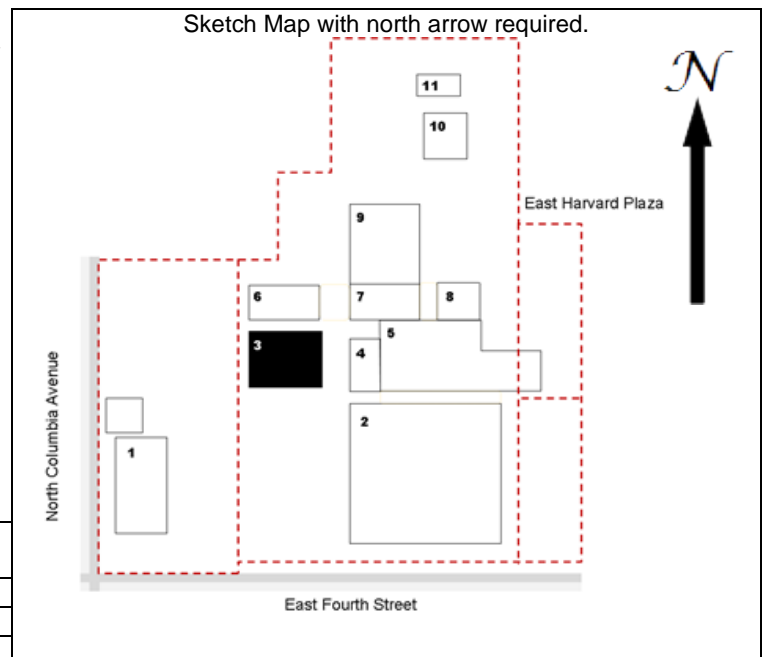 Sketch Map with north arrow required.
N
11
10
East Harvard Plaza
9
6
7
8
5
3
4
2
1
North Columbia Avenue
East Fourth Street